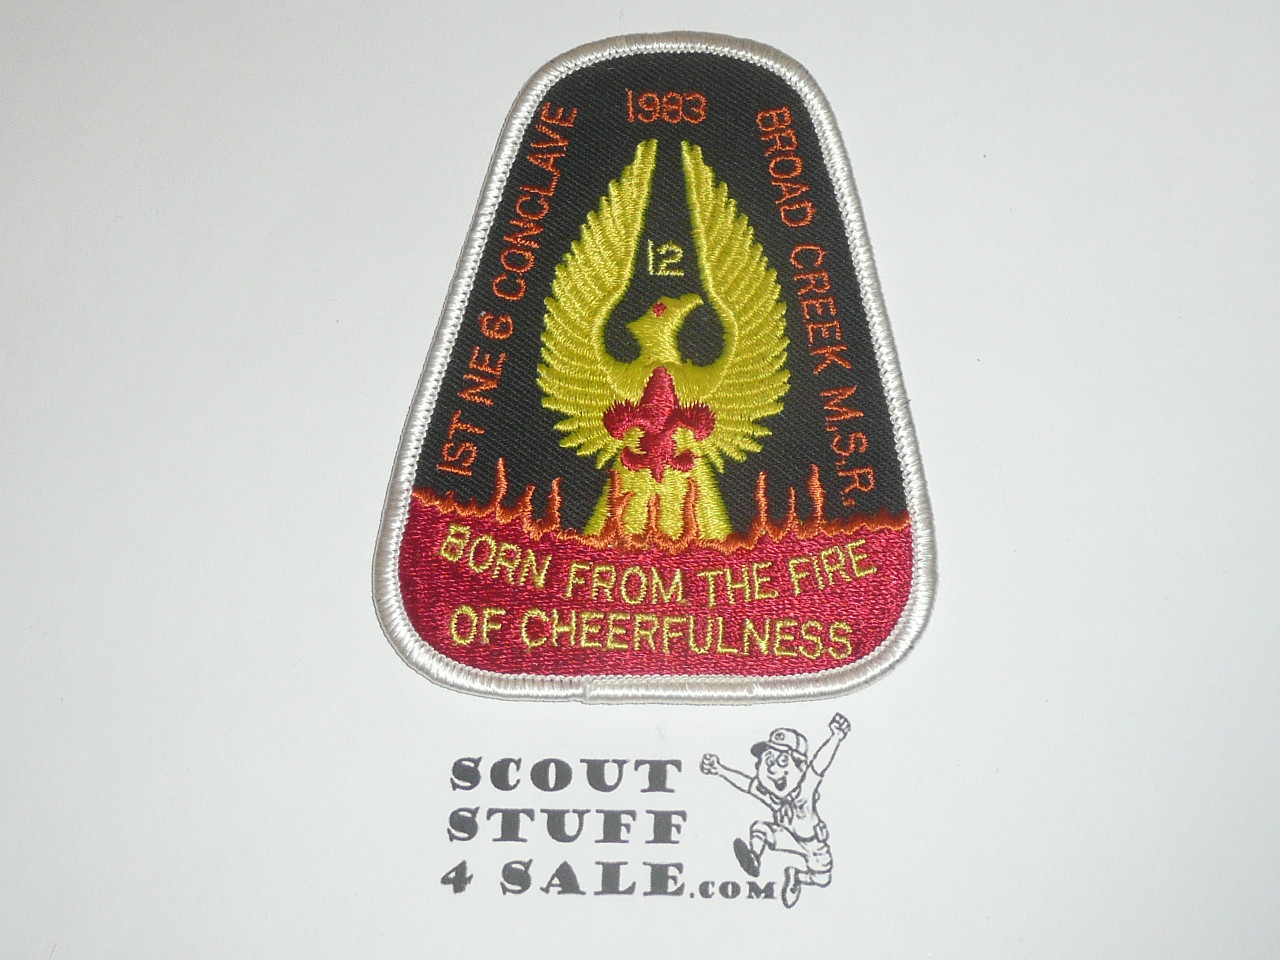 1ST NE 6 CONCLAVE
1983
BROAD CREEK M.S.R.
12
BORN FROM THE FIRE
OF CHEERFULNESS
SCOUT
STUFF
4 SALE.COM